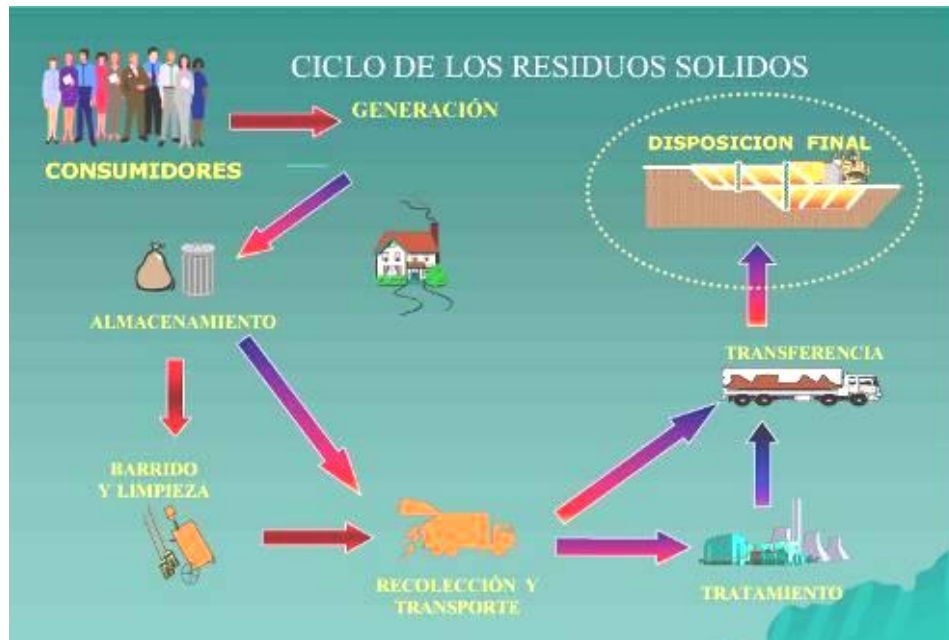 CICLO DE LOS RESIDUOS SOLIDOS
GENERACIÓN
CONSUMIDORES
DISPOSICION FINAL
ALMACENAMIENTO
TRANSFERENCIA
BARRIDO
Y LIMPIEZA
RECOLECCIÓN Y
TRANSPORTE
TRATAMIENTO